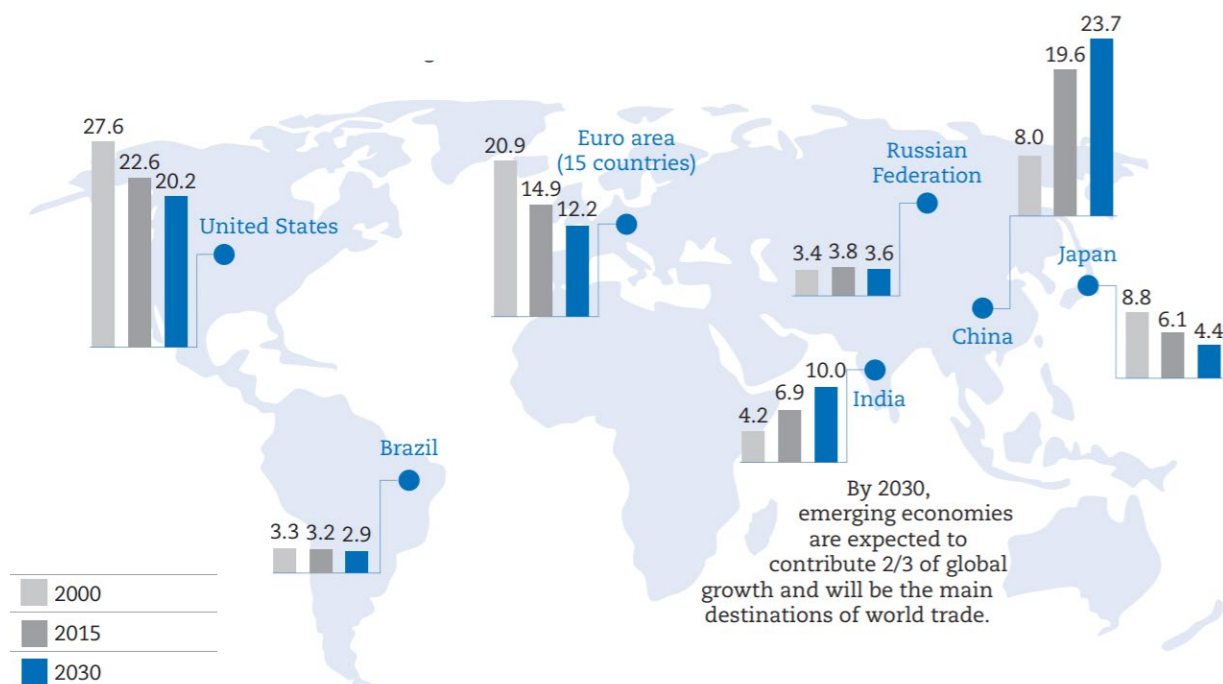 27.6
22.6
20.2
United States
20.9
14.9
12.2
Euro area
(15 countries)
3.4 3.8 3.6
Russian
Federation
8.0
19.6
23.7
China
Japan
8.8
6.1
4.4
4.2
6.9
10.0
India
Brazil
3.3 3.2 2.9
By 2030,
emerging economies
are expected to
contribute 2/3 of global
growth and will be the main
destinations of world trade.
2000
2015
2030